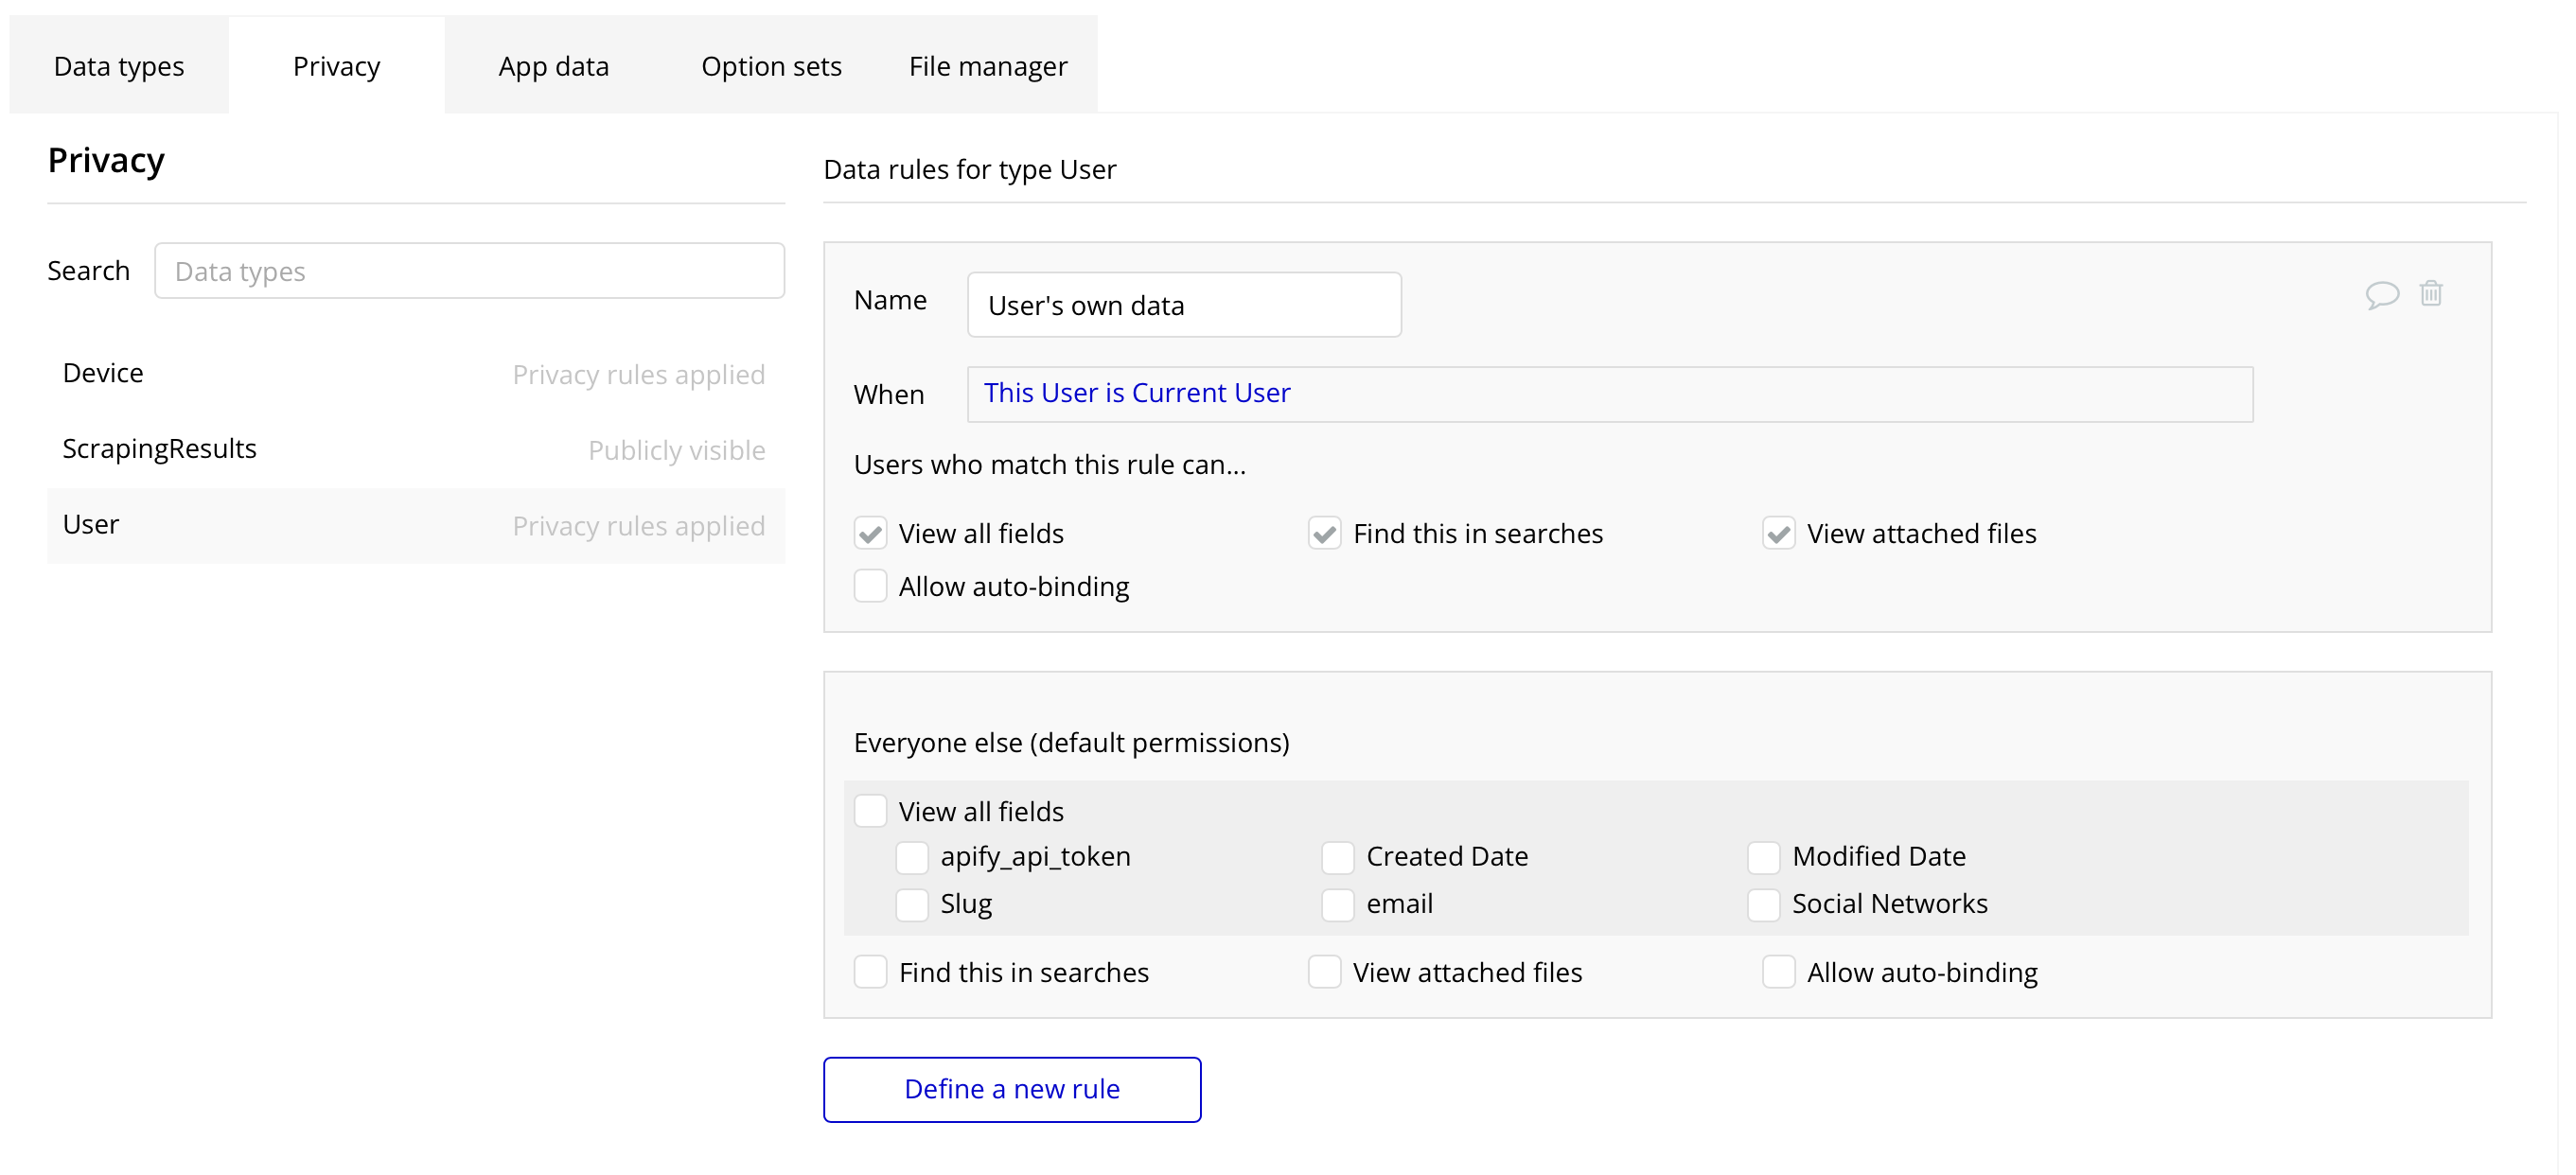 Data types Privacy App data Option sets File manager
Privacy
Search Data types
Device Privacy rules applied
ScrapingResults Publicly visible
User Privacy rules applied
Data rules for type User
Name User's own data
When This User is Current User
Users who match this rule can...
View all fields Find this in searches View attached files
Allow auto-binding
Everyone else (default permissions)
View all fields
apify_api_token Created Date Modified Date
Slug email Social Networks
Find this in searches View attached files Allow auto-binding
Define a new rule